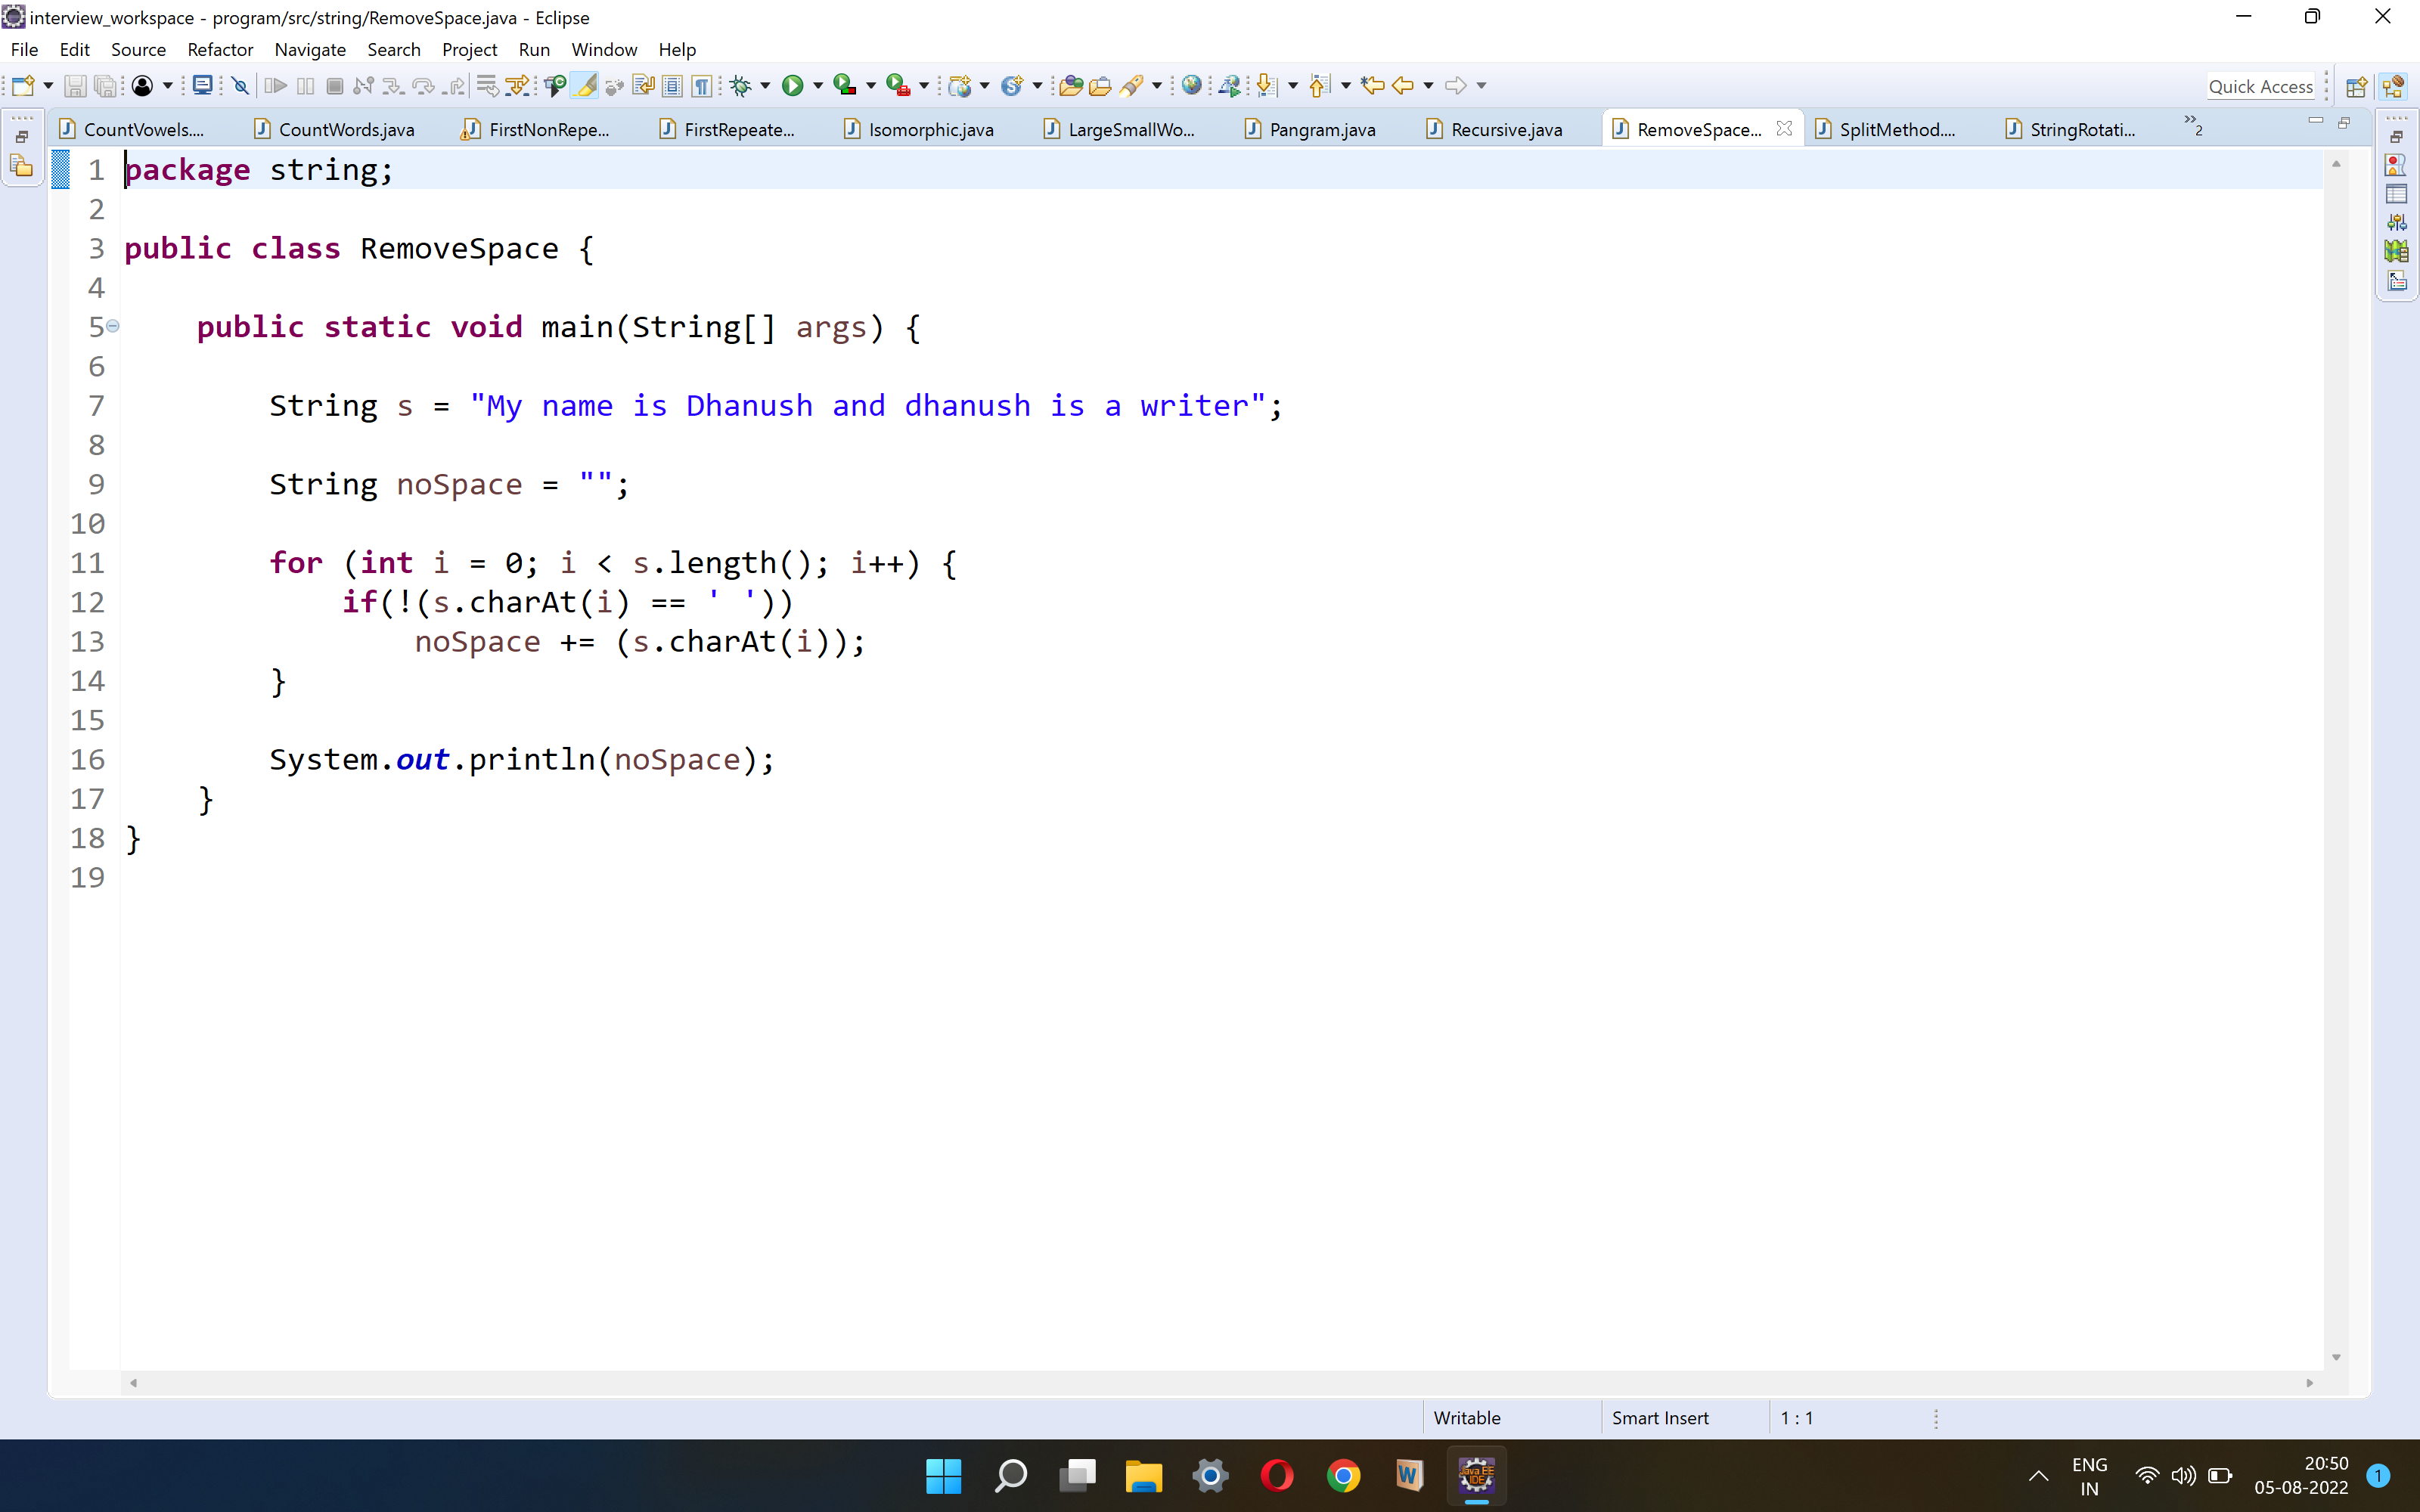 interview_workspace - program/src/string/RemoveSpace.java - Eclipse
File Edit Source Refactor Navigate Search Project Run Window Help
Quick Access
CountVowels.... CountWords.java FirstNonRepe... FirstRepeate... Isomorphic.java LargeSmallWo... Pangram.java Recursive.java RemoveSpace... SplitMethod.... StringRotati... »2
1 package string;
2
3 public class RemoveSpace {
4
5 public static void main(String[] args) {
6
7 String s = "My name is Dhanush and dhanush is a writer";
8
9 String noSpace = "";
10
11 for (int i = 0; i < s.length(); i++) {
12 if(!(s.charAt(i) == ' '))
13 noSpace += (s.charAt(i));
14 }
15
16 System.out.println(noSpace);
17 }
18 }
19
Writable Smart Insert 1 : 1
Java EE
IDE
ENG
IN
20:50
05-08-2022
1